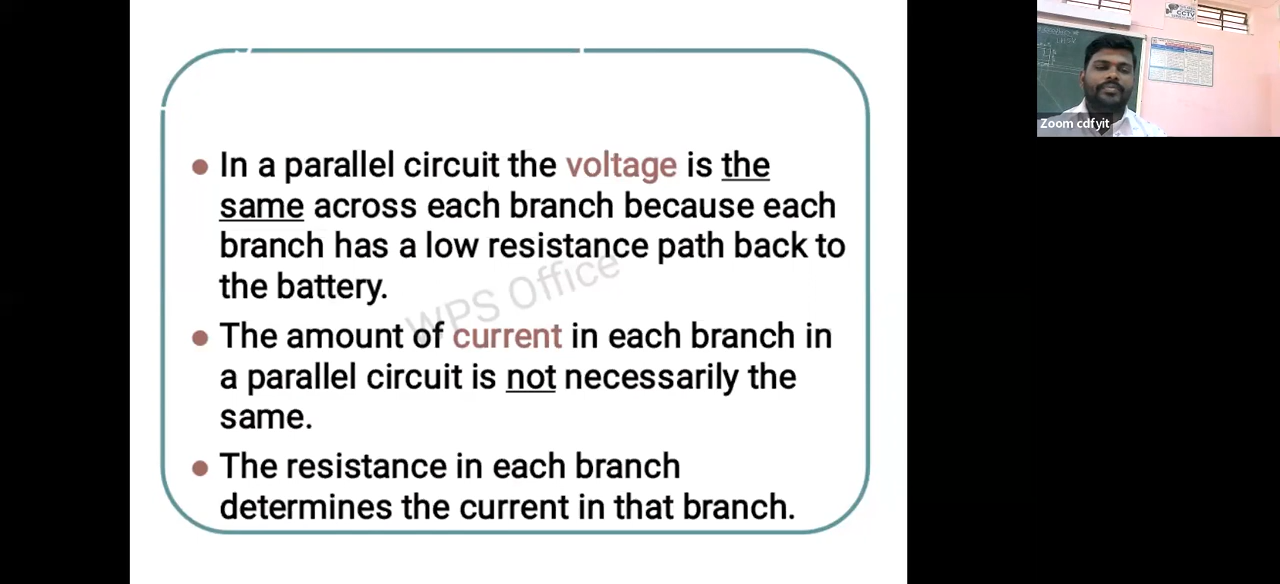 In a parallel circuit the voltage is the
same across each branch because each
branch has a low resistance path back to
the battery.
The amount of current in each branch in
a parallel circuit is not necessarily the
same.
The resistance in each branch
determines the current in that branch.
WPS Office
CCTV
Zoom cdfyit